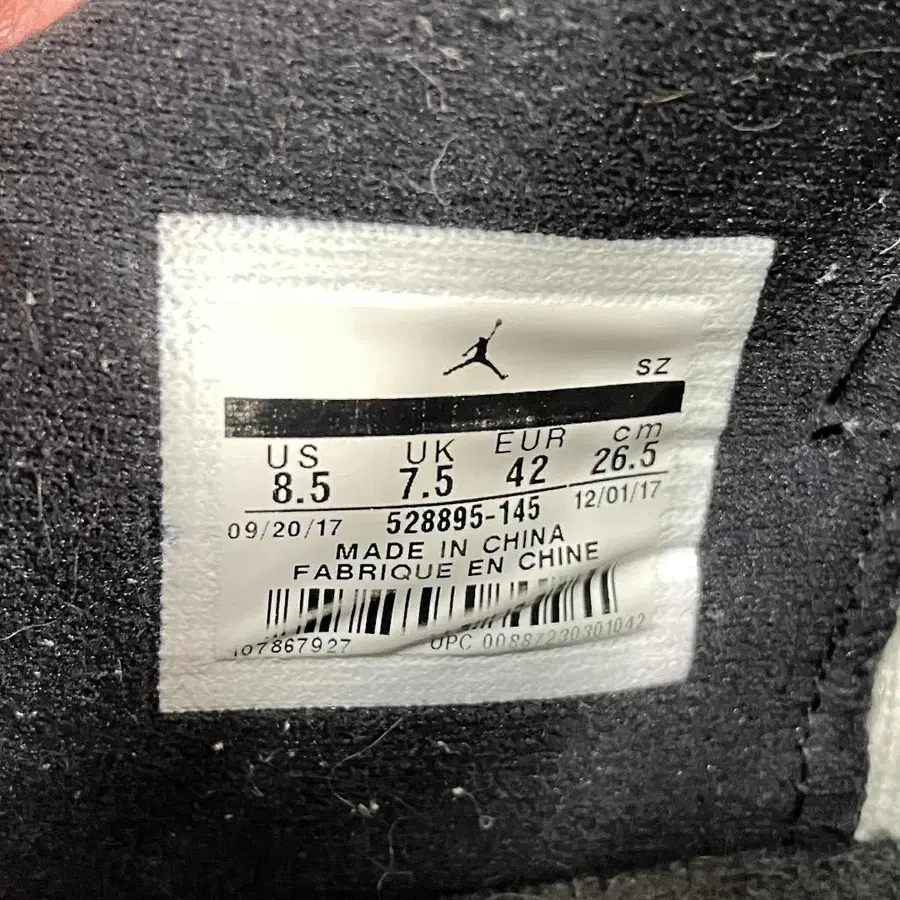 SZ
US UK EUR cm
8.5 7.5 42 26.5
09/20/17 528895-145 12/01/17
MADE IN CHINA
FABRIQUE EN CHINE
UPC 00887230301042